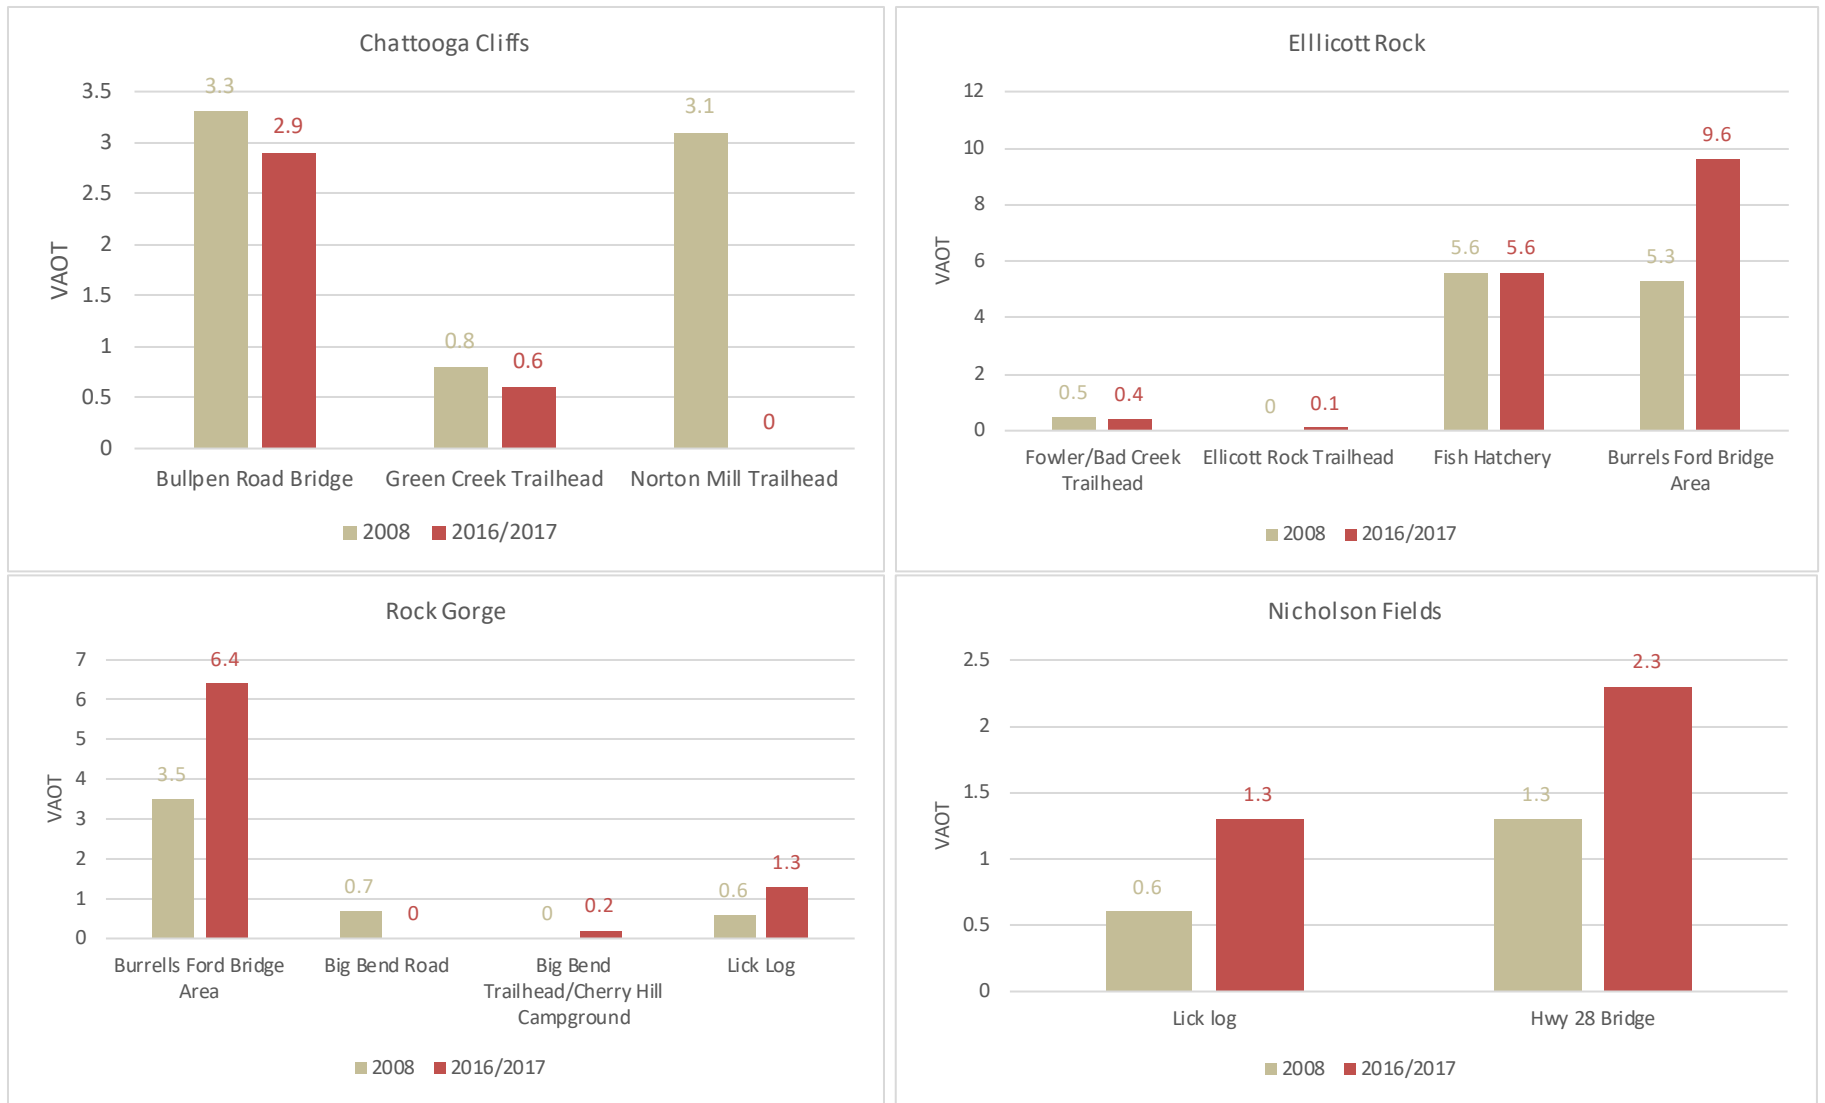 Chattooga Cliffs
3.5
3
2.5
2
1.5
1
0.5
0
VAOT
3.3
2.9
0.8
0.6
3.1
0
Bullpen Road Bridge
Green Creek Trailhead
Norton Mill Trailhead
2008
2016/2017
Elllicott Rock
12
10
8
6
4
2
0
VAOT
0.5
0.4
0
0.1
5.6
5.6
5.3
9.6
Fowler/Bad Creek
Trailhead
Ellicott Rock Trailhead
Fish Hatchery
Burrels Ford Bridge
Area
2008
2016/2017
Rock Gorge
7
6
5
4
3
2
1
0
VAOT
3.5
6.4
0.7
0
0
0.2
0.6
1.3
Burrells Ford Bridge
Area
Big Bend Road
Big Bend
Trailhead/Cherry Hill
Campground
Lick Log
2008
2016/2017
Nicholson Fields
2.5
2
1.5
1
0.5
0
VAOT
0.6
1.3
1.3
2.3
Lick log
Hwy 28 Bridge
2008
2016/2017